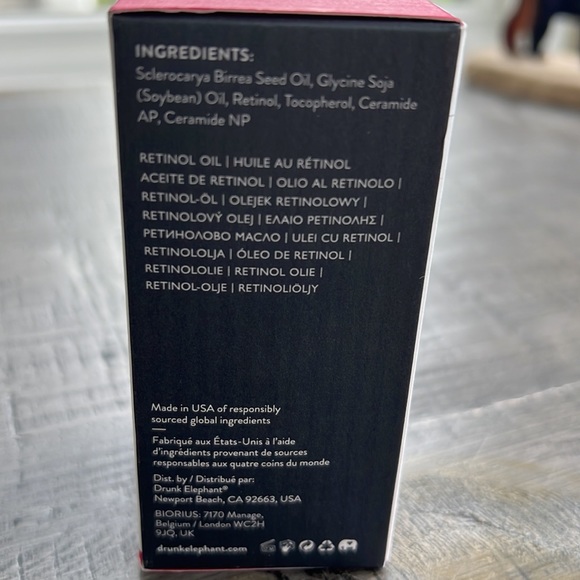 INGREDIENTS:
Sclerocarya Birrea Seed Oil, Glycine Soja
(Soybean) Oil, Retinol, Tocopherol, Ceramide
AP, Ceramide NP
RETINOL OIL | HUILE AU RÉTINOL
ACEITE DE RETINOL | OLIO AL RETINOLO |
RETINOL-ÖL | OLEJEK RETINOLOWY |
RETINOLOVÝ OLEJ | ΕΛΑΙΟ ΡΕΤΙΝΟΛΗΣ |
РЕТИНОЛОВО МАСЛО | ULEI CU RETINOL |
RETINOLOLJA | ÓLEO DE RETINOL |
RETINOLOLIE | RETINOL OLIE |
RETINOL-OLJE | RETINOLIÖLJY
Made in USA of responsibly
sourced global ingredients
Fabriqué aux États-Unis à l'aide
d'ingrédients provenant de sources
responsables aux quatre coins du monde
Dist. by / Distribué par:
Drunk Elephant®
Newport Beach, CA 92663, USA
BIORIUS: 7170 Manage,
Belgium / London WC2H
9JQ, UK
drunkelephant.com